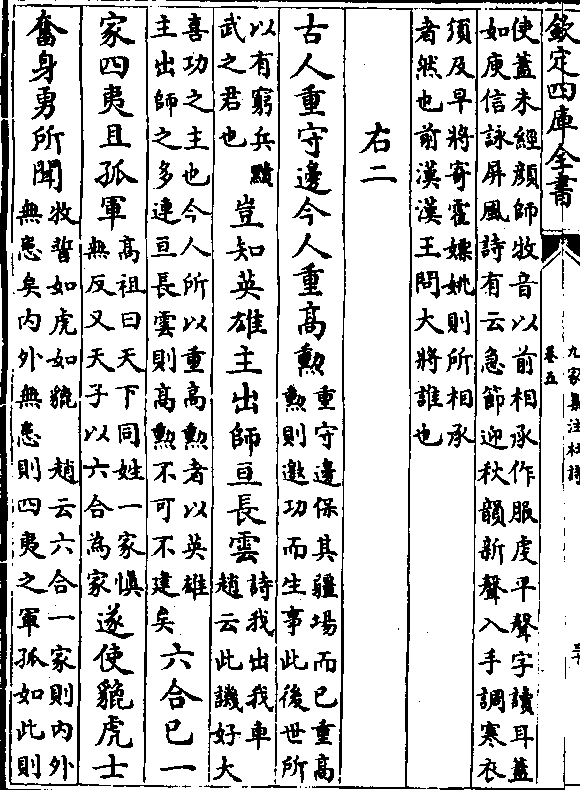 欽定四庫全書
卷五
九家集注杜詩
使蓋未經顔師牧音以前相承作服虔平聲字讀耳蓋
如庾信詠屏風詩有云急節迎秋韻新聲入手調寒衣
須及早將寄霍嫖姚則所相承
者然也前漢漢王問大將誰也
右二
古人重守邊今人重高勲
重守邊保其疆場而已重高
勲則邀功而生事此後世所
以有窮兵黷
武之君也
豈知英雄主出師亘長雲
詩我出我車
趙云此譏好大
喜功之主也今人所以重高勲者以英雄
主出師之多連亘長雲則高勲不可不建矣
六合已一
家四夷且孤軍
高祖曰天下同姓一家慎
無反又天子以六合為家
遂使貔虎士
奮身勇所聞
牧誓如虎如貔
趙云六合一家則內外
無患矣內外無患則四夷之軍孤如此則